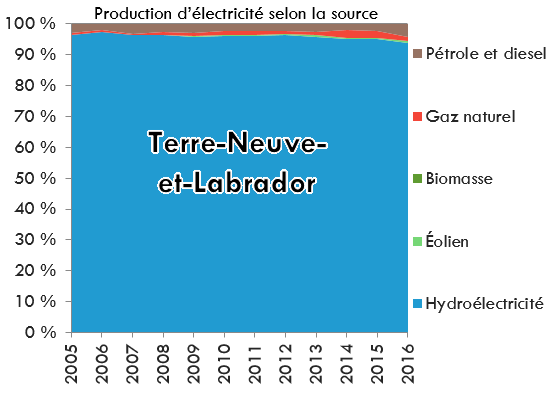 Production d’électricité selon la source
100 %
90 %
80 %
70 %
60 %
50 %
40 %
30 %
20 %
10 %
0 %
Terre-Neuve-
et-Labrador
2005
2006
2007
2008
2009
2010
2011
2012
2013
2014
2015
2016
Pétrole et diesel
Gaz naturel
Biomasse
Éolien
Hydroélectricité